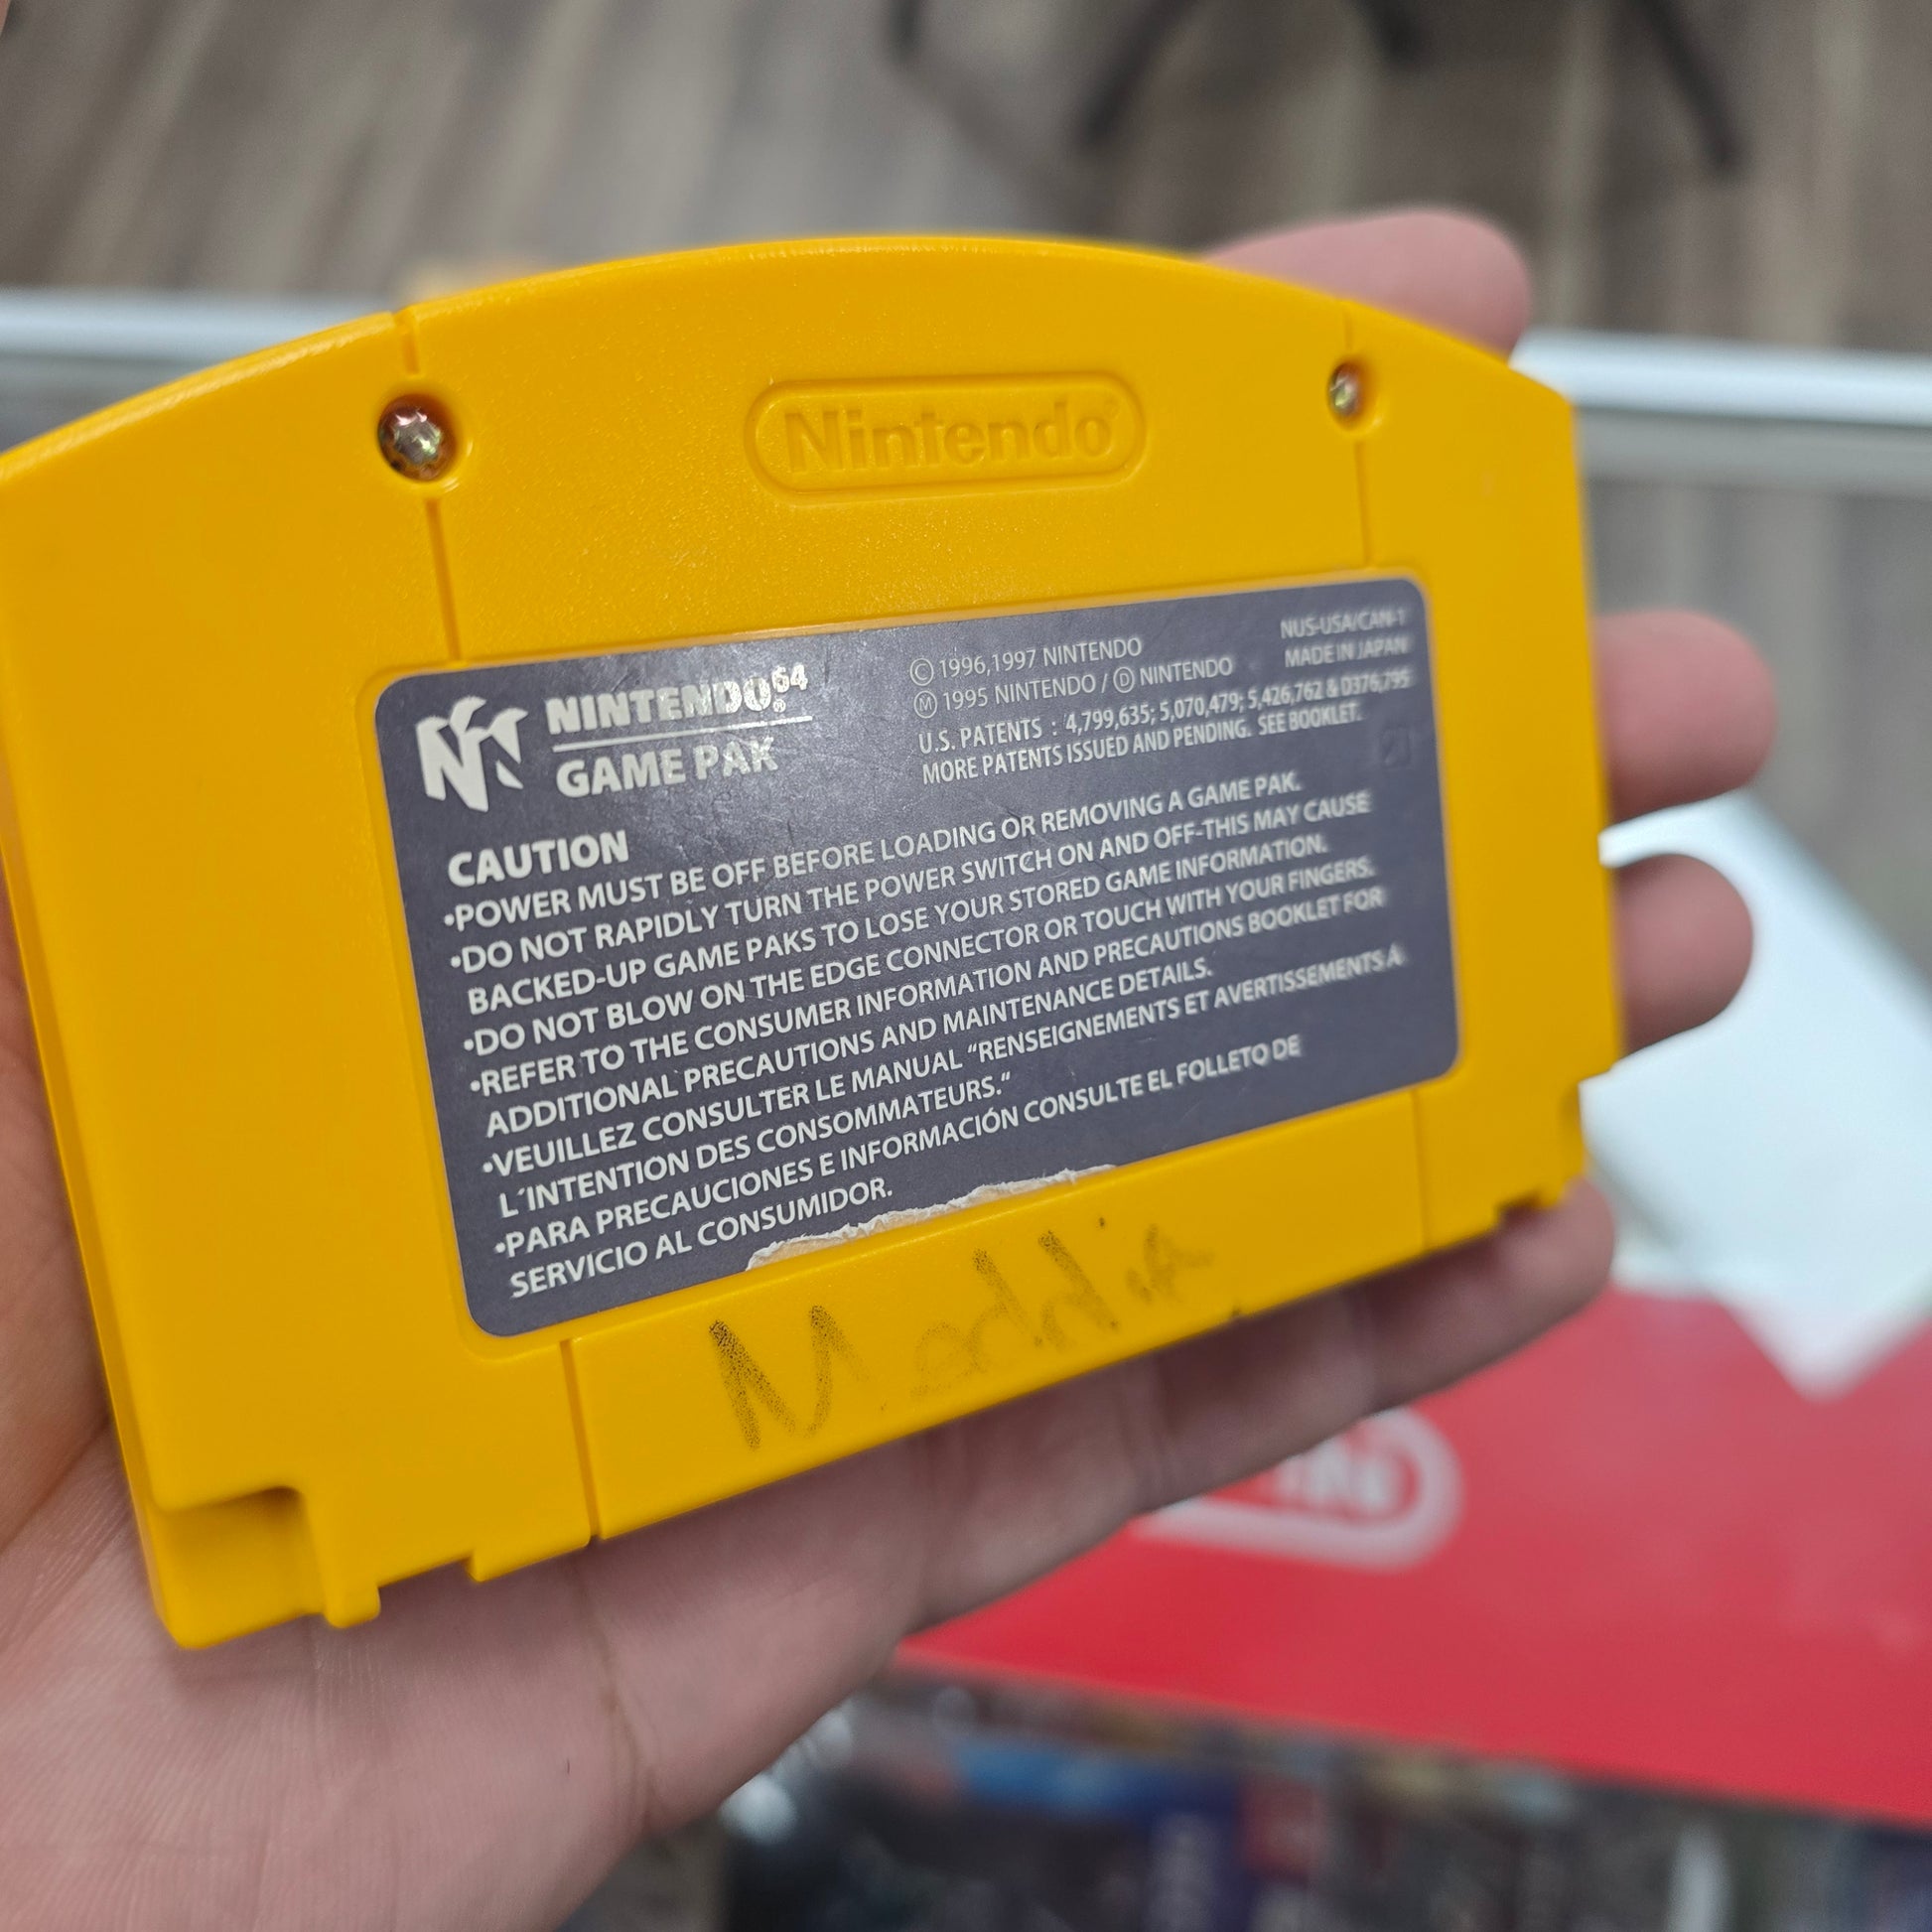 Nintendo
NINTENDO 64
GAME PAK
© 1996,1997 NINTENDO
Ⓜ 1995 NINTENDO / Ⓓ NINTENDO
U.S. PATENTS : 4,799,635; 5,070,479; 5,426,762 & D376,795
MORE PATENTS ISSUED AND PENDING. SEE BOOKLET.
NUS-USA/CAN-1
MADE IN JAPAN
CAUTION
•POWER MUST BE OFF BEFORE LOADING OR REMOVING A GAME PAK.
•DO NOT RAPIDLY TURN THE POWER SWITCH ON AND OFF-THIS MAY CAUSE
BACKED-UP GAME PAKS TO LOSE YOUR STORED GAME INFORMATION.
•DO NOT BLOW ON THE EDGE CONNECTOR OR TOUCH WITH YOUR FINGERS.
•REFER TO THE CONSUMER INFORMATION AND PRECAUTIONS BOOKLET FOR
ADDITIONAL PRECAUTIONS AND MAINTENANCE DETAILS.
•VEUILLEZ CONSULTER LE MANUAL "RENSEIGNEMENTS ET AVERTISSEMENTS À
L'INTENTION DES CONSOMMATEURS."
•PARA PRECAUCIONES E INFORMACIÓN CONSULTE EL FOLLETO DE
SERVICIO AL CONSUMIDOR.